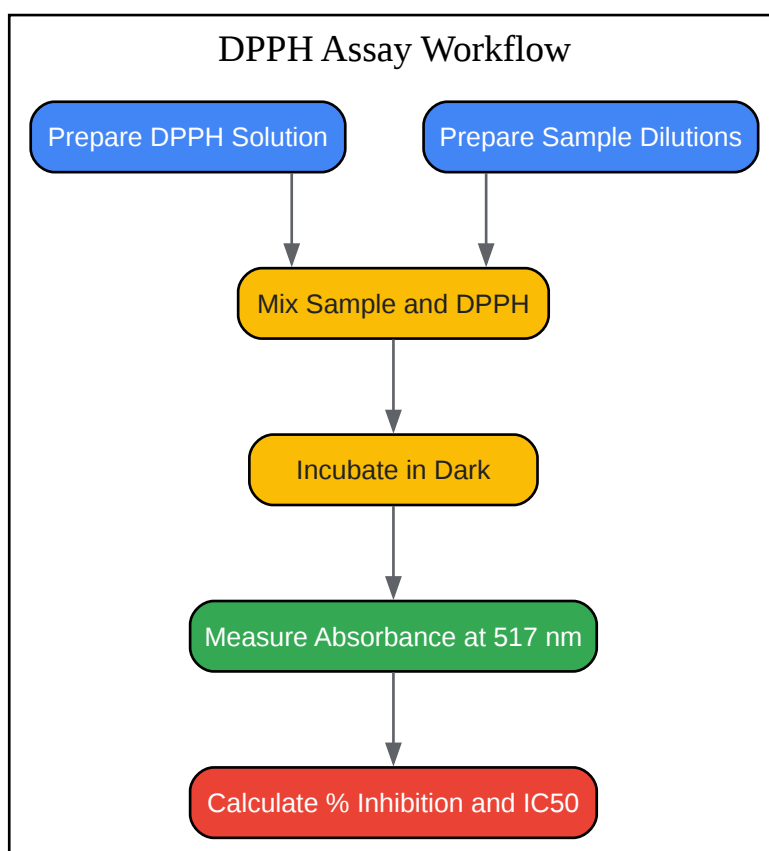 DPPH Assay Workflow
Prepare DPPH Solution
Prepare Sample Dilutions
Mix Sample and DPPH
Incubate in Dark
Measure Absorbance at 517 nm
Calculate % Inhibition and IC50